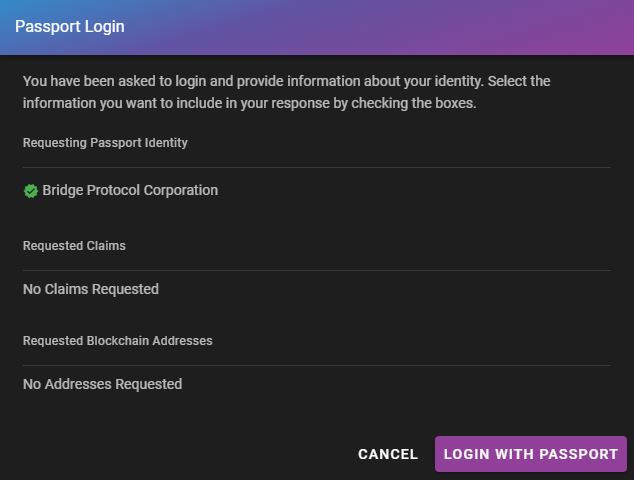 Passport Login
You have been asked to login and provide information about your identity. Select the
information you want to include in your response by checking the boxes.
Requesting Passport Identity
Bridge Protocol Corporation
Requested Claims
No Claims Requested
Requested Blockchain Addresses
No Addresses Requested
CANCEL LOGIN WITH PASSPORT